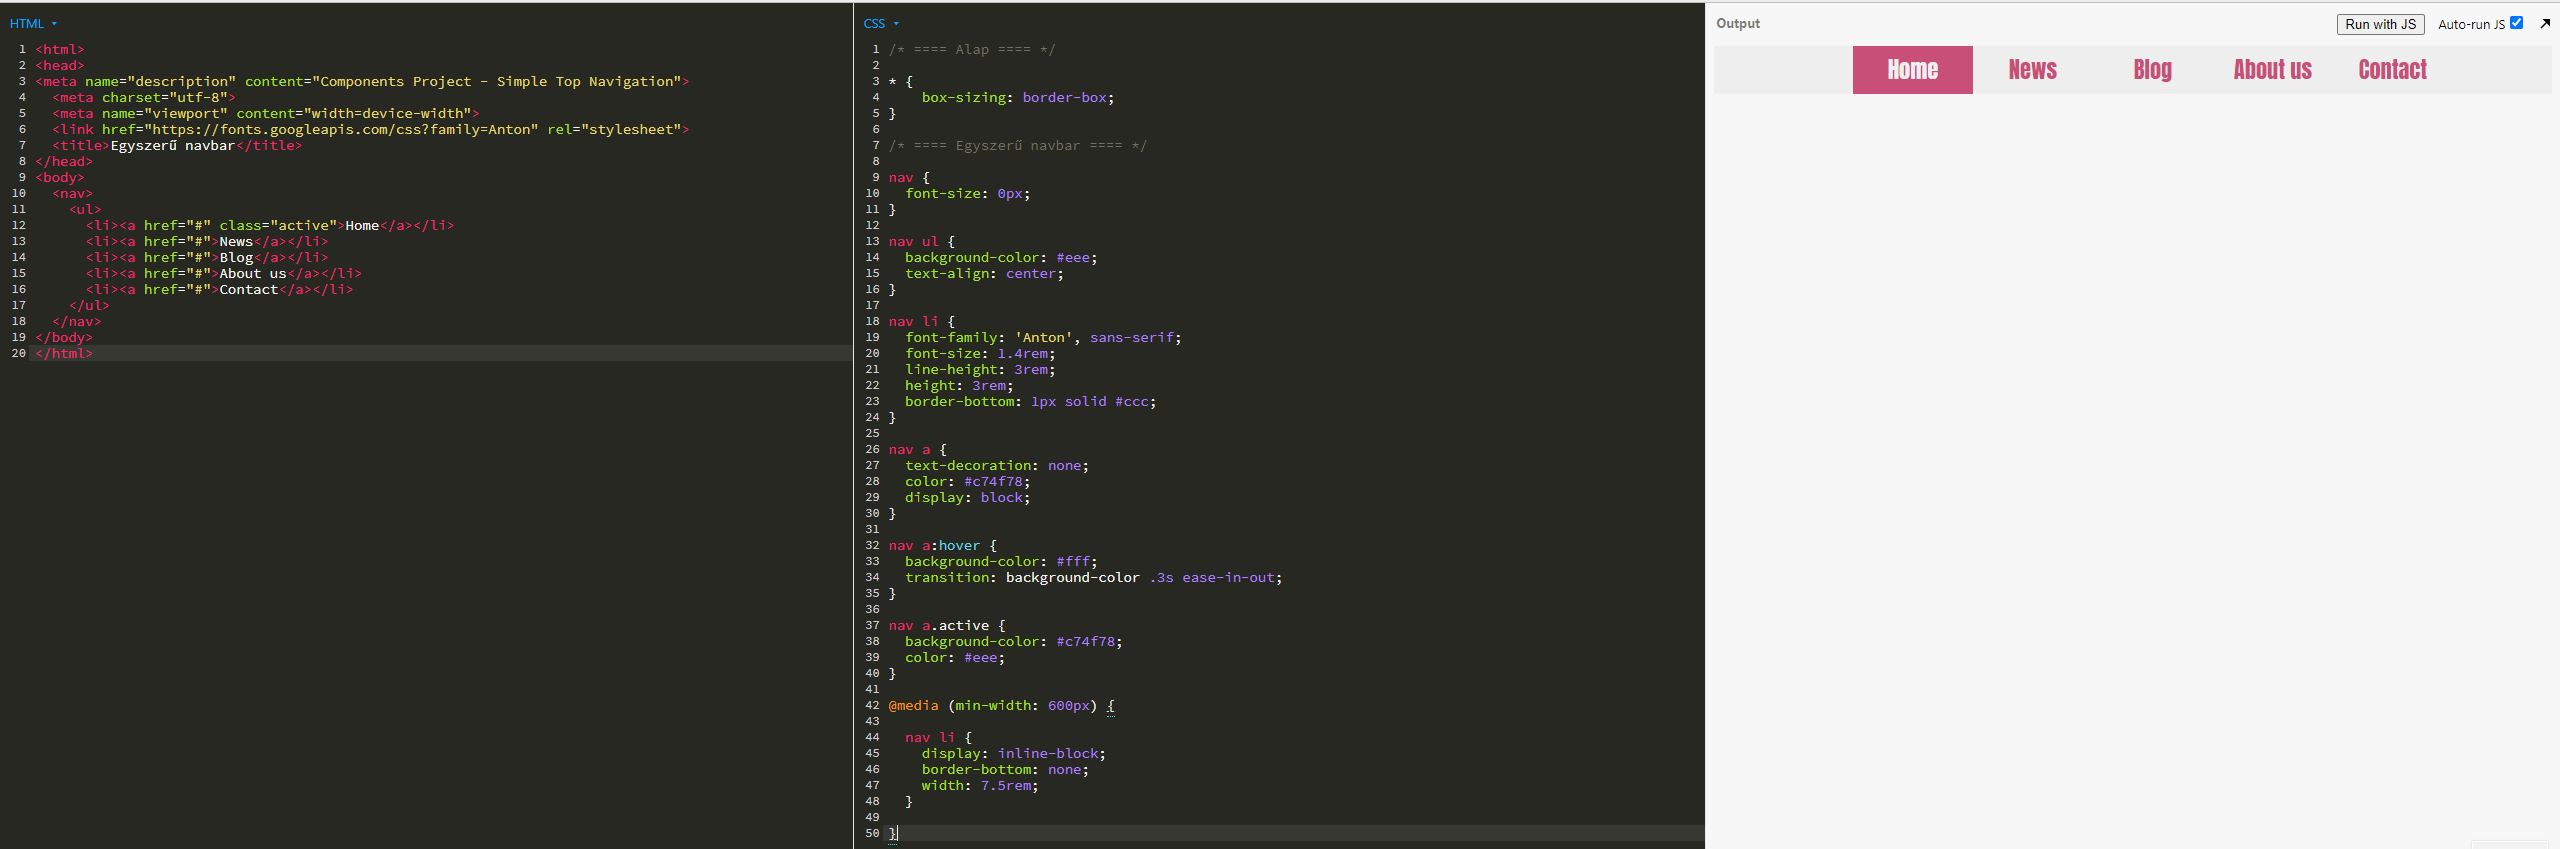 HTML
1 <html>
2 <head>
3 <meta name="description" content="Components Project - Simple Top Navigation">
4   <meta charset="utf-8">
5   <meta name="viewport" content="width=device-width">
6   <link href="https://fonts.googleapis.com/css?family=Anton" rel="stylesheet">
7   <title>Egyszerű navbar</title>
8 </head>
9 <body>
10   <nav>
11     <ul>
12       <li><a href="#" class="active">Home</a></li>
13       <li><a href="#">News</a></li>
14       <li><a href="#">Blog</a></li>
15       <li><a href="#">About us</a></li>
16       <li><a href="#">Contact</a></li>
17     </ul>
18   </nav>
19 </body>
20 </html>
CSS
1 /* ==== Alap ==== */
2
3 * {
4     box-sizing: border-box;
5 }
6
7 /* ==== Egyszerű navbar ==== */
8
9 nav {
10   font-size: 0px;
11 }
12
13 nav ul {
14   background-color: #eee;
15   text-align: center;
16 }
17
18 nav li {
19   font-family: 'Anton', sans-serif;
20   font-size: 1.4rem;
21   line-height: 3rem;
22   height: 3rem;
23   border-bottom: 1px solid #ccc;
24 }
25
26 nav a {
27   text-decoration: none;
28   color: #c74f78;
29   display: block;
30 }
31
32 nav a:hover {
33   background-color: #fff;
34   transition: background-color .3s ease-in-out;
35 }
36
37 nav a.active {
38   background-color: #c74f78;
39   color: #eee;
40 }
41
42 @media (min-width: 600px) {
43
44   nav li {
45     display: inline-block;
46     border-bottom: none;
47     width: 7.5rem;
48   }
49
50 }
Output
Run with JS
Auto-run JS
Home News Blog About us Contact